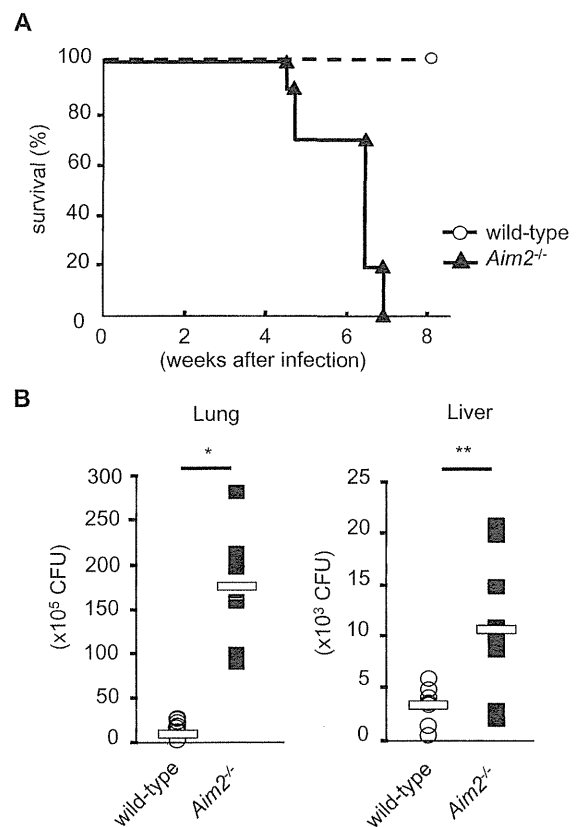 A
100
80
60
40
20
0
survival (%)
0 2 4 6 8
(weeks after infection)
wild-type
Aim2-/-
B
Lung
*
300
250
200
150
100
50
0
(x10⁵ CFU)
wild-type
Aim2-/-
Liver
**
25
20
15
10
5
0
(x10³ CFU)
wild-type
Aim2-/-